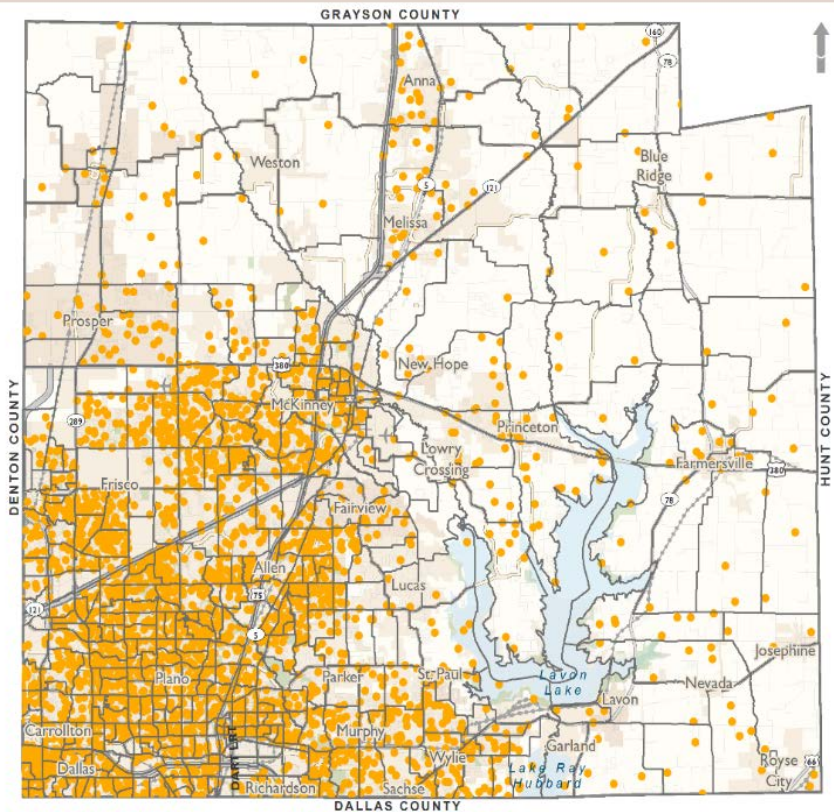 GRAYSON COUNTY
160
78
Anna
Weston
Blue
Ridge
5
121
Melissa
Prosper
380
New Hope
DENTON COUNTY
HUNT COUNTY
289
McKinney
Princeton
Lowry
Crossing
Farmersville
380
Frisco
78
Fairview
Allen
Lucas
75
121
5
Josephine
Plano
Parker
St. Paul
Lavon
Lake
Nevada
Lavon
Carrollton
Murphy
Garland
Wylie
DART LRT
Dallas
Royse
City
66
Lake Ray
Hubbard
Richardson
Sachse
DALLAS COUNTY